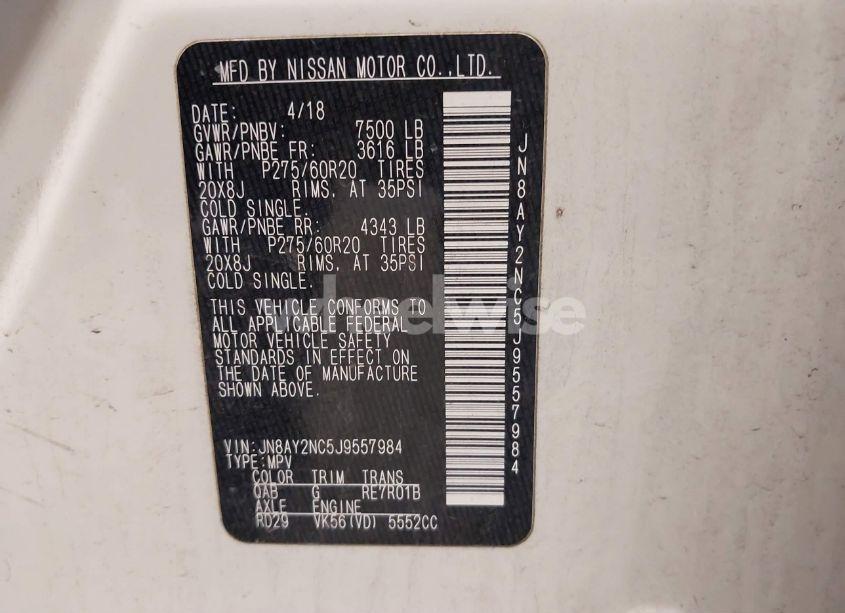 MFD BY NISSAN MOTOR CO.,LTD.
DATE: 4/18
GVWR/PNBV: 7500 LB
GAWR/PNBE FR: 3616 LB
WITH P275/60R20 TIRES
20X8J RIMS, AT 35PSI
COLD SINGLE.
GAWR/PNBE RR: 4343 LB
WITH P275/60R20 TIRES
20X8J RIMS, AT 35PSI
COLD SINGLE.
THIS VEHICLE CONFORMS TO
ALL APPLICABLE FEDERAL
MOTOR VEHICLE SAFETY
STANDARDS IN EFFECT ON
THE DATE OF MANUFACTURE
SHOWN ABOVE.
VIN:JN8AY2NC5J9557984
TYPE:MPV
COLOR TRIM TRANS
QAB G RE7R01B
AXLE ENGINE
RD29 VK56(VD) 5552CC
JN8AY2NC5J9557984
wheelwise